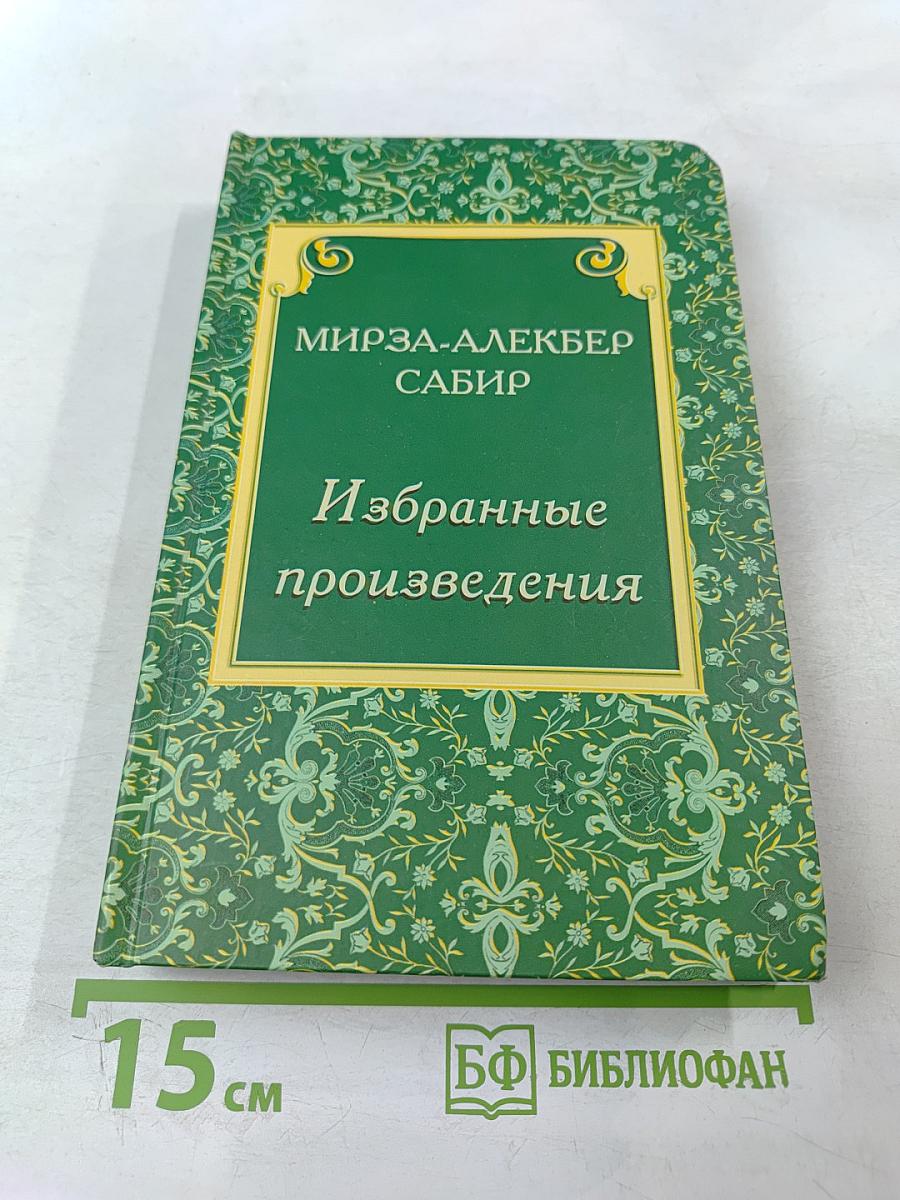 МИРЗА-АЛЕКБЕР
САБИР
Избранные
произведения
15 см
БФ БИБЛИОФАН